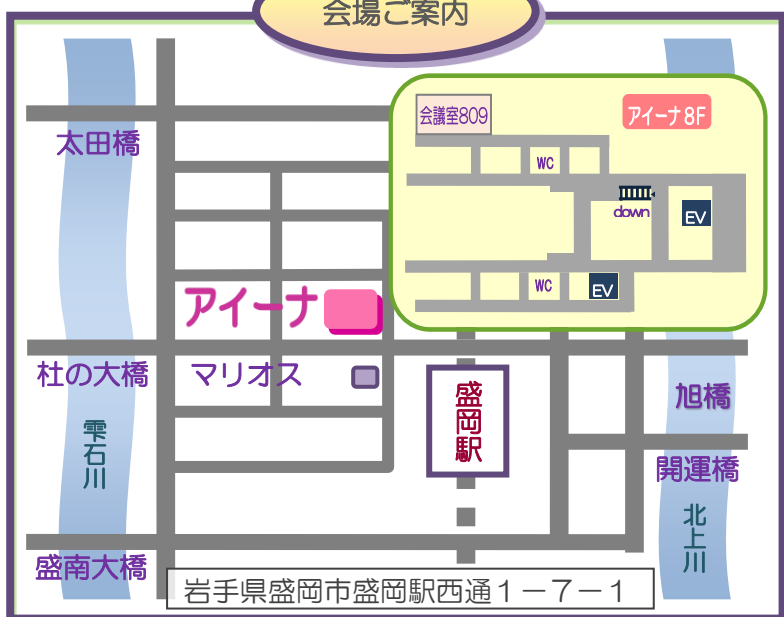 会場ご案内
太田橋
会議室809
アイーナ8F
WC
down
EV
WC
EV
アイーナ
杜の大橋
マリオス
盛岡駅
旭橋
雫石川
開運橋
北上川
盛南大橋
岩手県盛岡市盛岡駅西通１－７－１